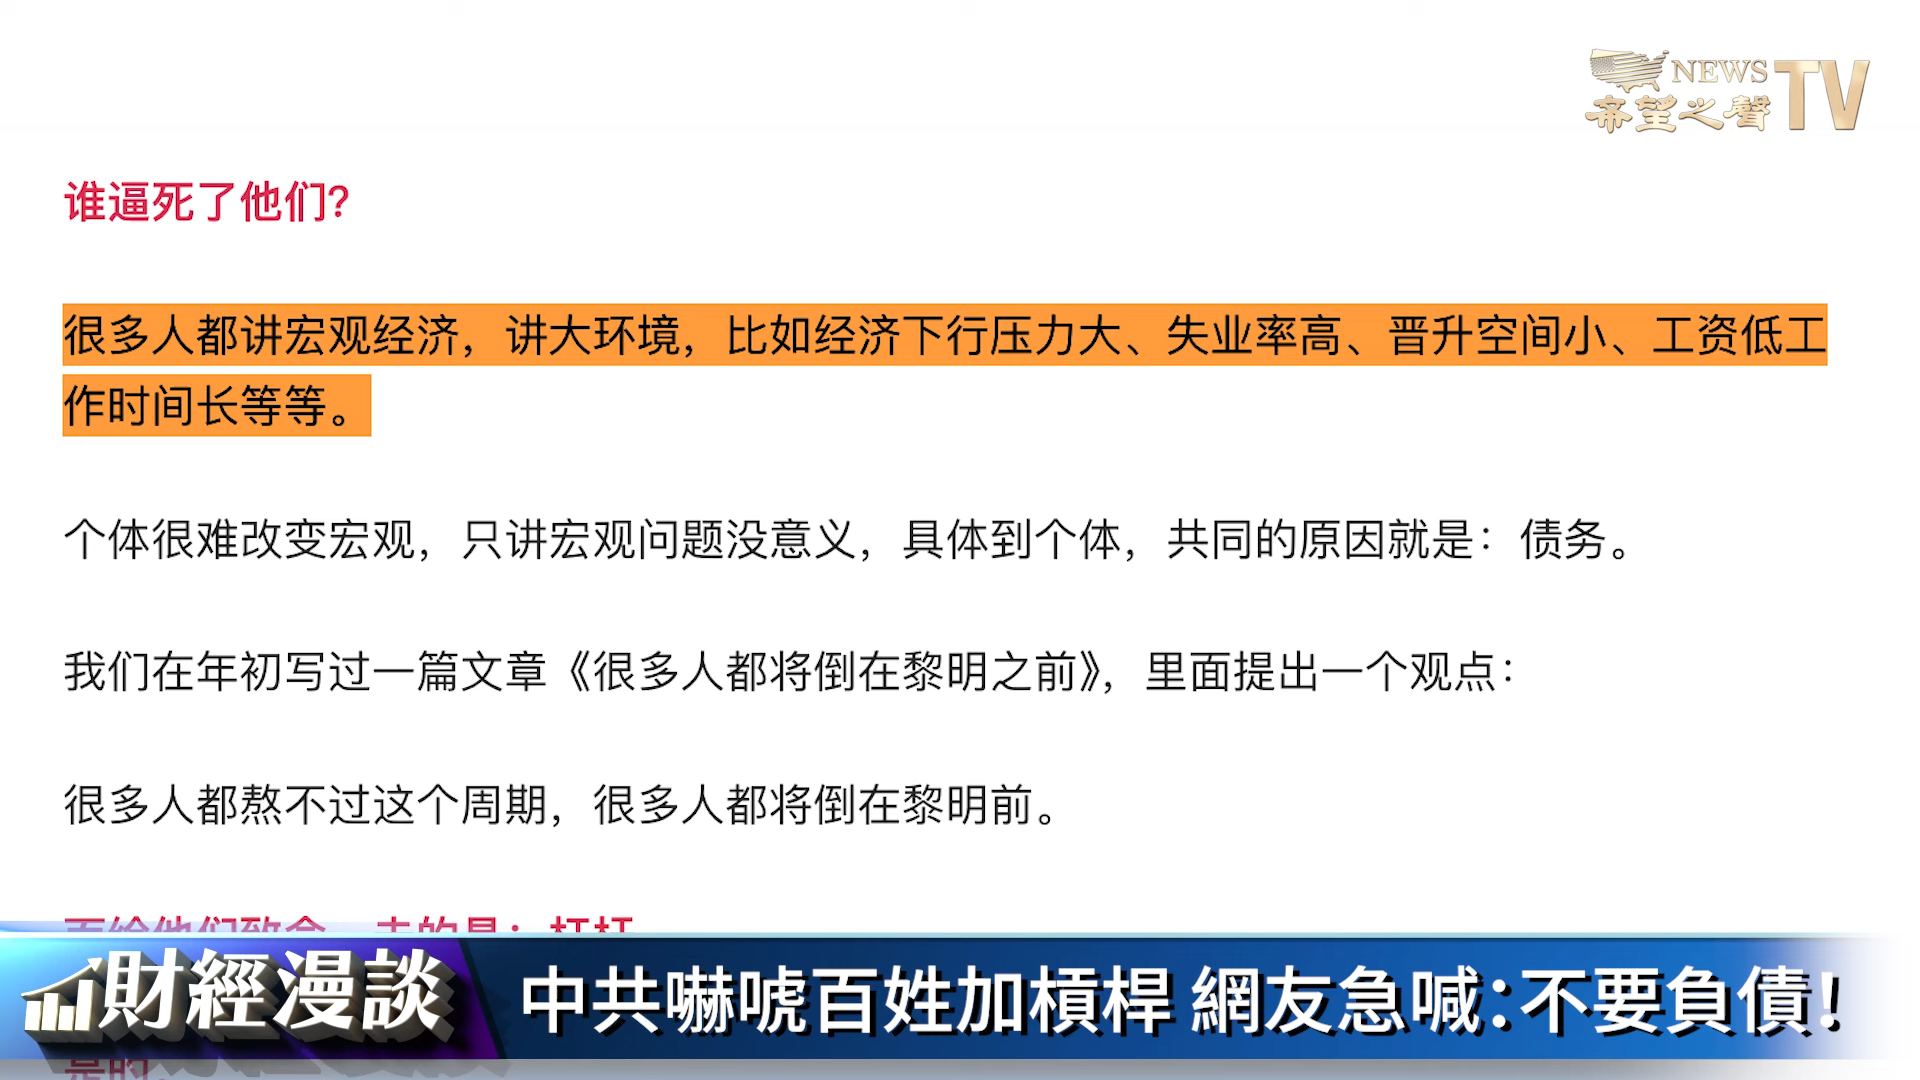 NEWS
希望之聲
TV
谁逼死了他们?
很多人都讲宏观经济，讲大环境，比如经济下行压力大、失业率高、晋升空间小、工资低工
作时间长等等。
个体很难改变宏观，只讲宏观问题没意义，具体到个体，共同的原因就是：债务。
我们在年初写过一篇文章《很多人都将倒在黎明之前》，里面提出一个观点：
很多人都熬不过这个周期，很多人都将倒在黎明前。
財經漫談
中共嚇唬百姓加槓桿 網友急喊：不要負債！